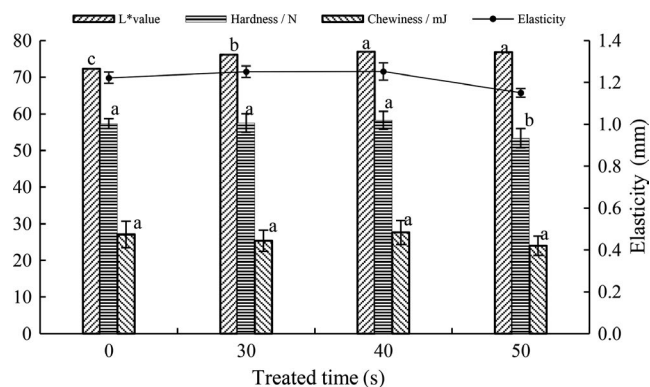 L*value Hardness / N Chewiness / mJ Elasticity
80 1.4
70 1.2
60 1.0
50 0.8
40
30 0.6
20 0.4
10 0.2
0 0.0
c b a a
a a a b
a a a a
Elasticity (mm)
0 30 40 50
Treated time (s)